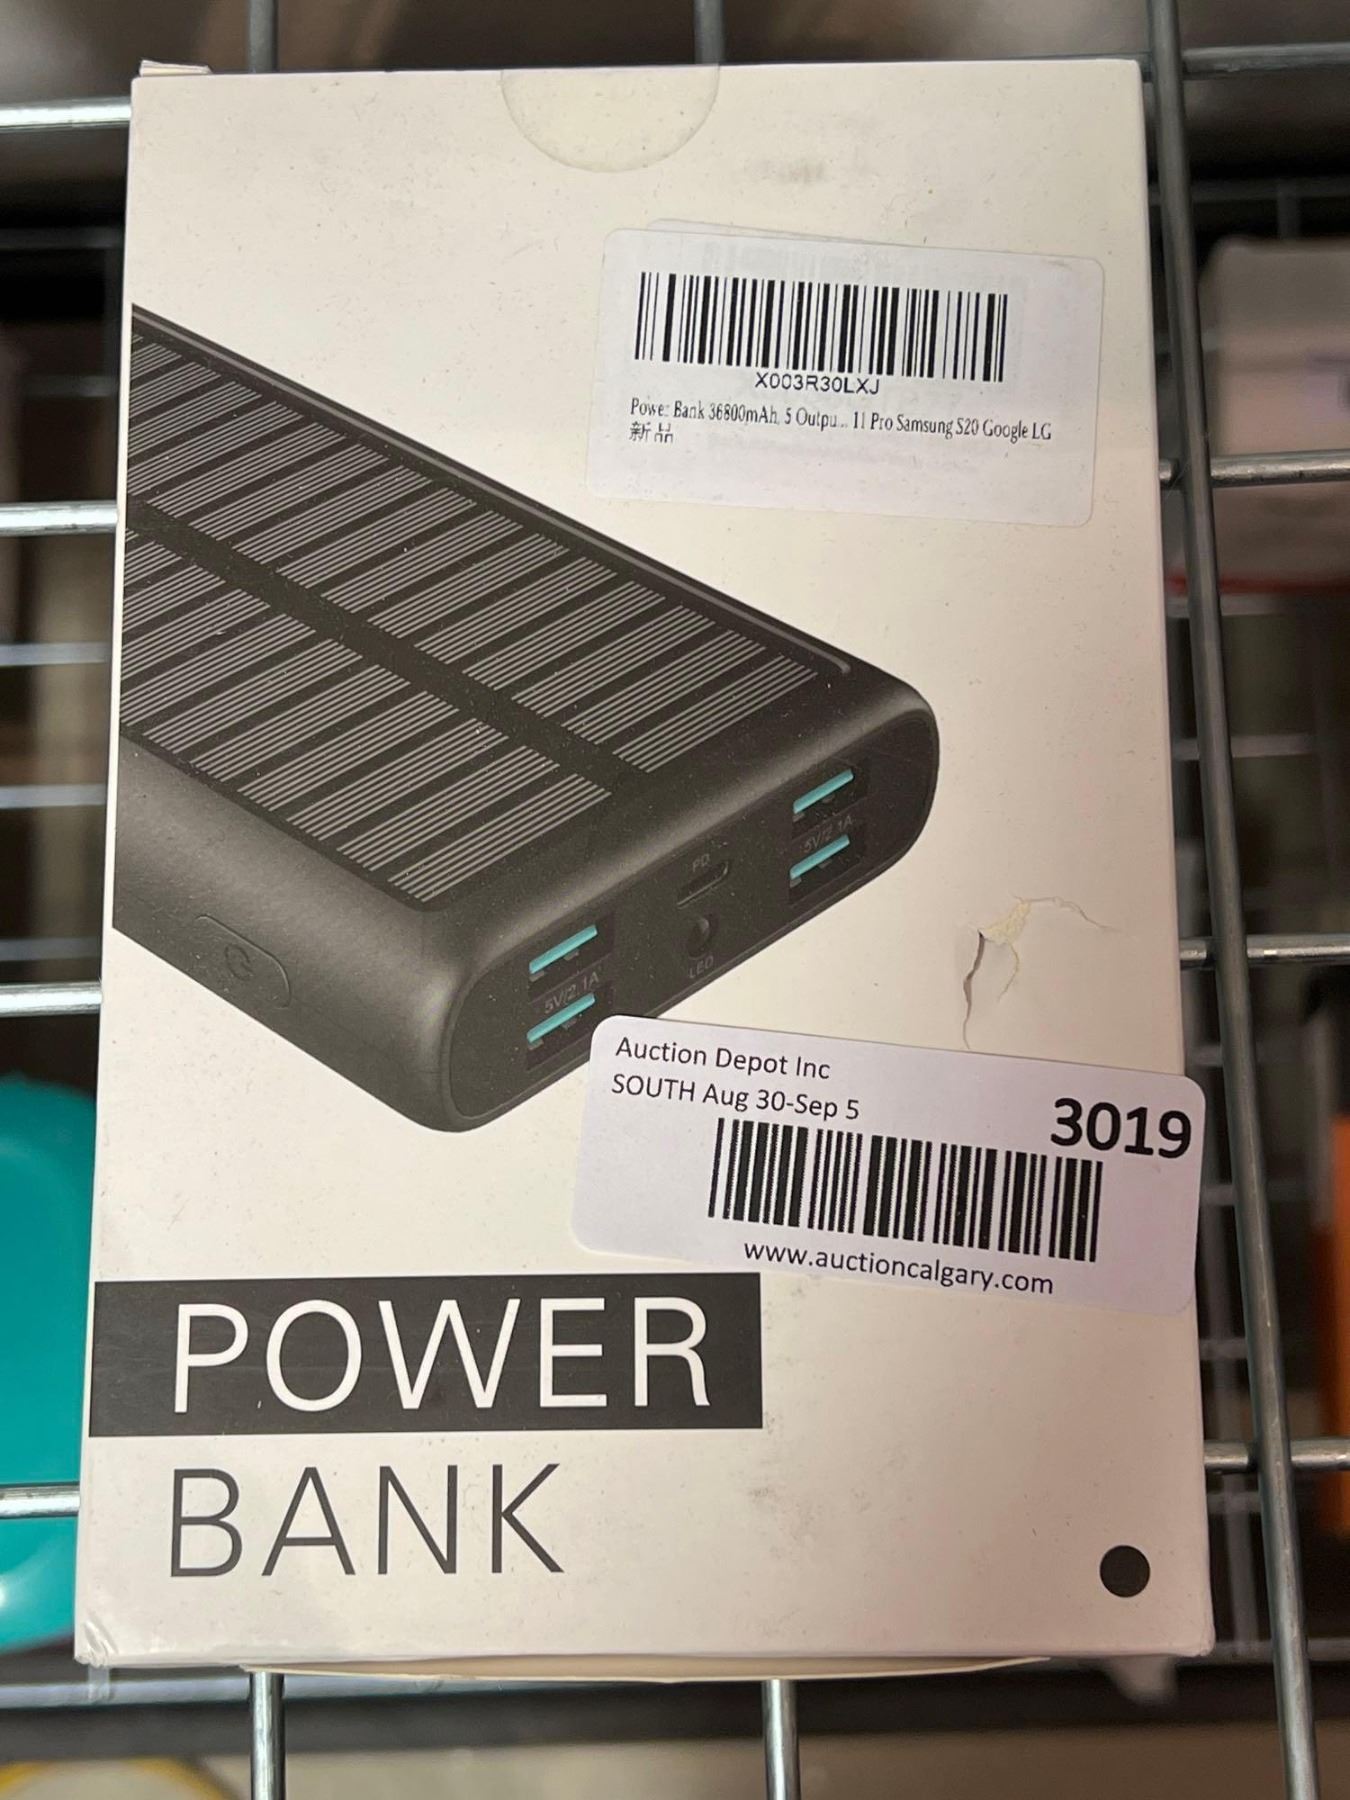 X003R30LXJ
Power Bank 36800mAh, 5 Outpu... 11 Pro Samsung S20 Google LG
新品
PD
LED
5V/2.1A
5V/2.1A
Auction Depot Inc
SOUTH Aug 30-Sep 5
3019
www.auctioncalgary.com
POWER
BANK